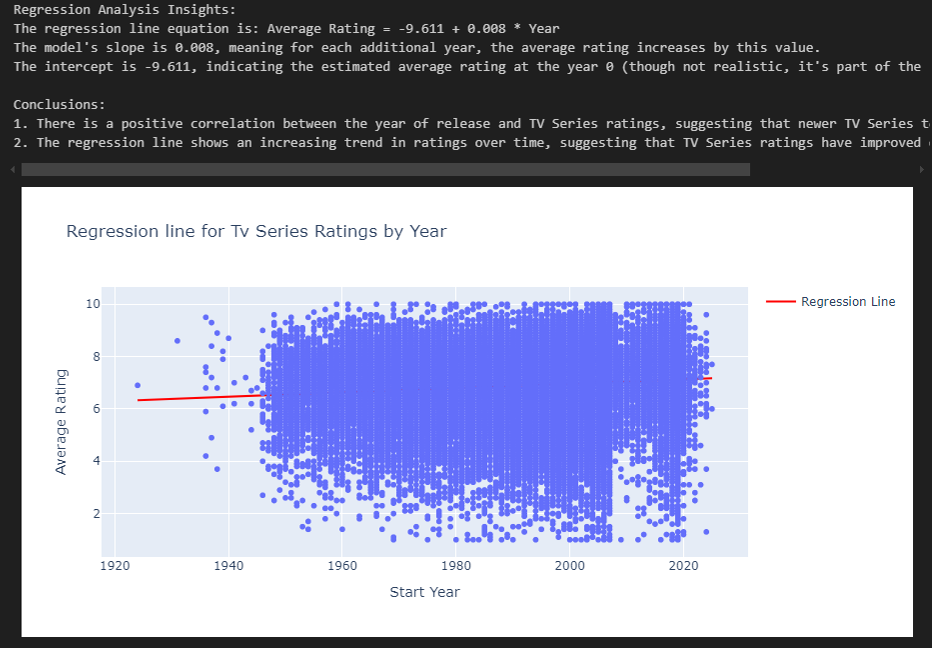 Regression Analysis Insights:
The regression line equation is: Average Rating = -9.611 + 0.008 * Year
The model's slope is 0.008, meaning for each additional year, the average rating increases by this value.
The intercept is -9.611, indicating the estimated average rating at the year 0 (though not realistic, it's part of the
Conclusions:
1. There is a positive correlation between the year of release and TV Series ratings, suggesting that newer TV Series
2. The regression line shows an increasing trend in ratings over time, suggesting that TV Series ratings have improved
Regression line for Tv Series Ratings by Year
Regression Line
10
8
6
4
2
Average Rating
1920 1940 1960 1980 2000 2020
Start Year